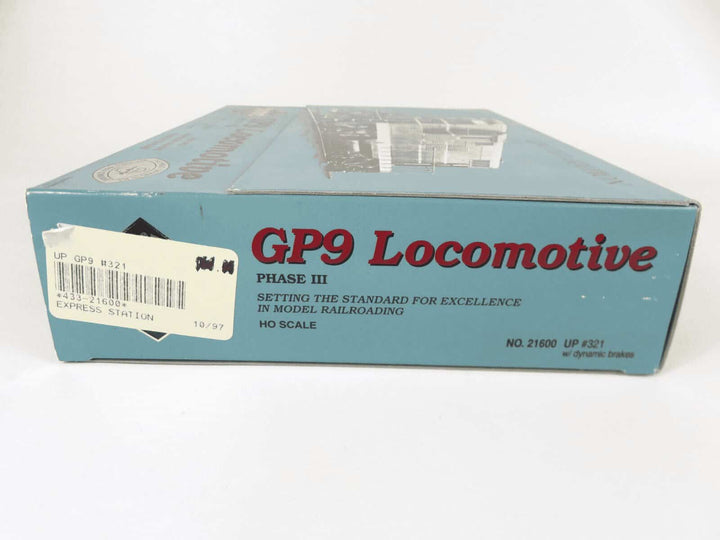 UP GP9 #321
*433-21600*
EXPRESS STATION
10/97
GP9 Locomotive
PHASE III
SETTING THE STANDARD FOR EXCELLENCE
IN MODEL RAILROADING
HO SCALE
NO. 21600 UP #321
w/ dynamic brakes